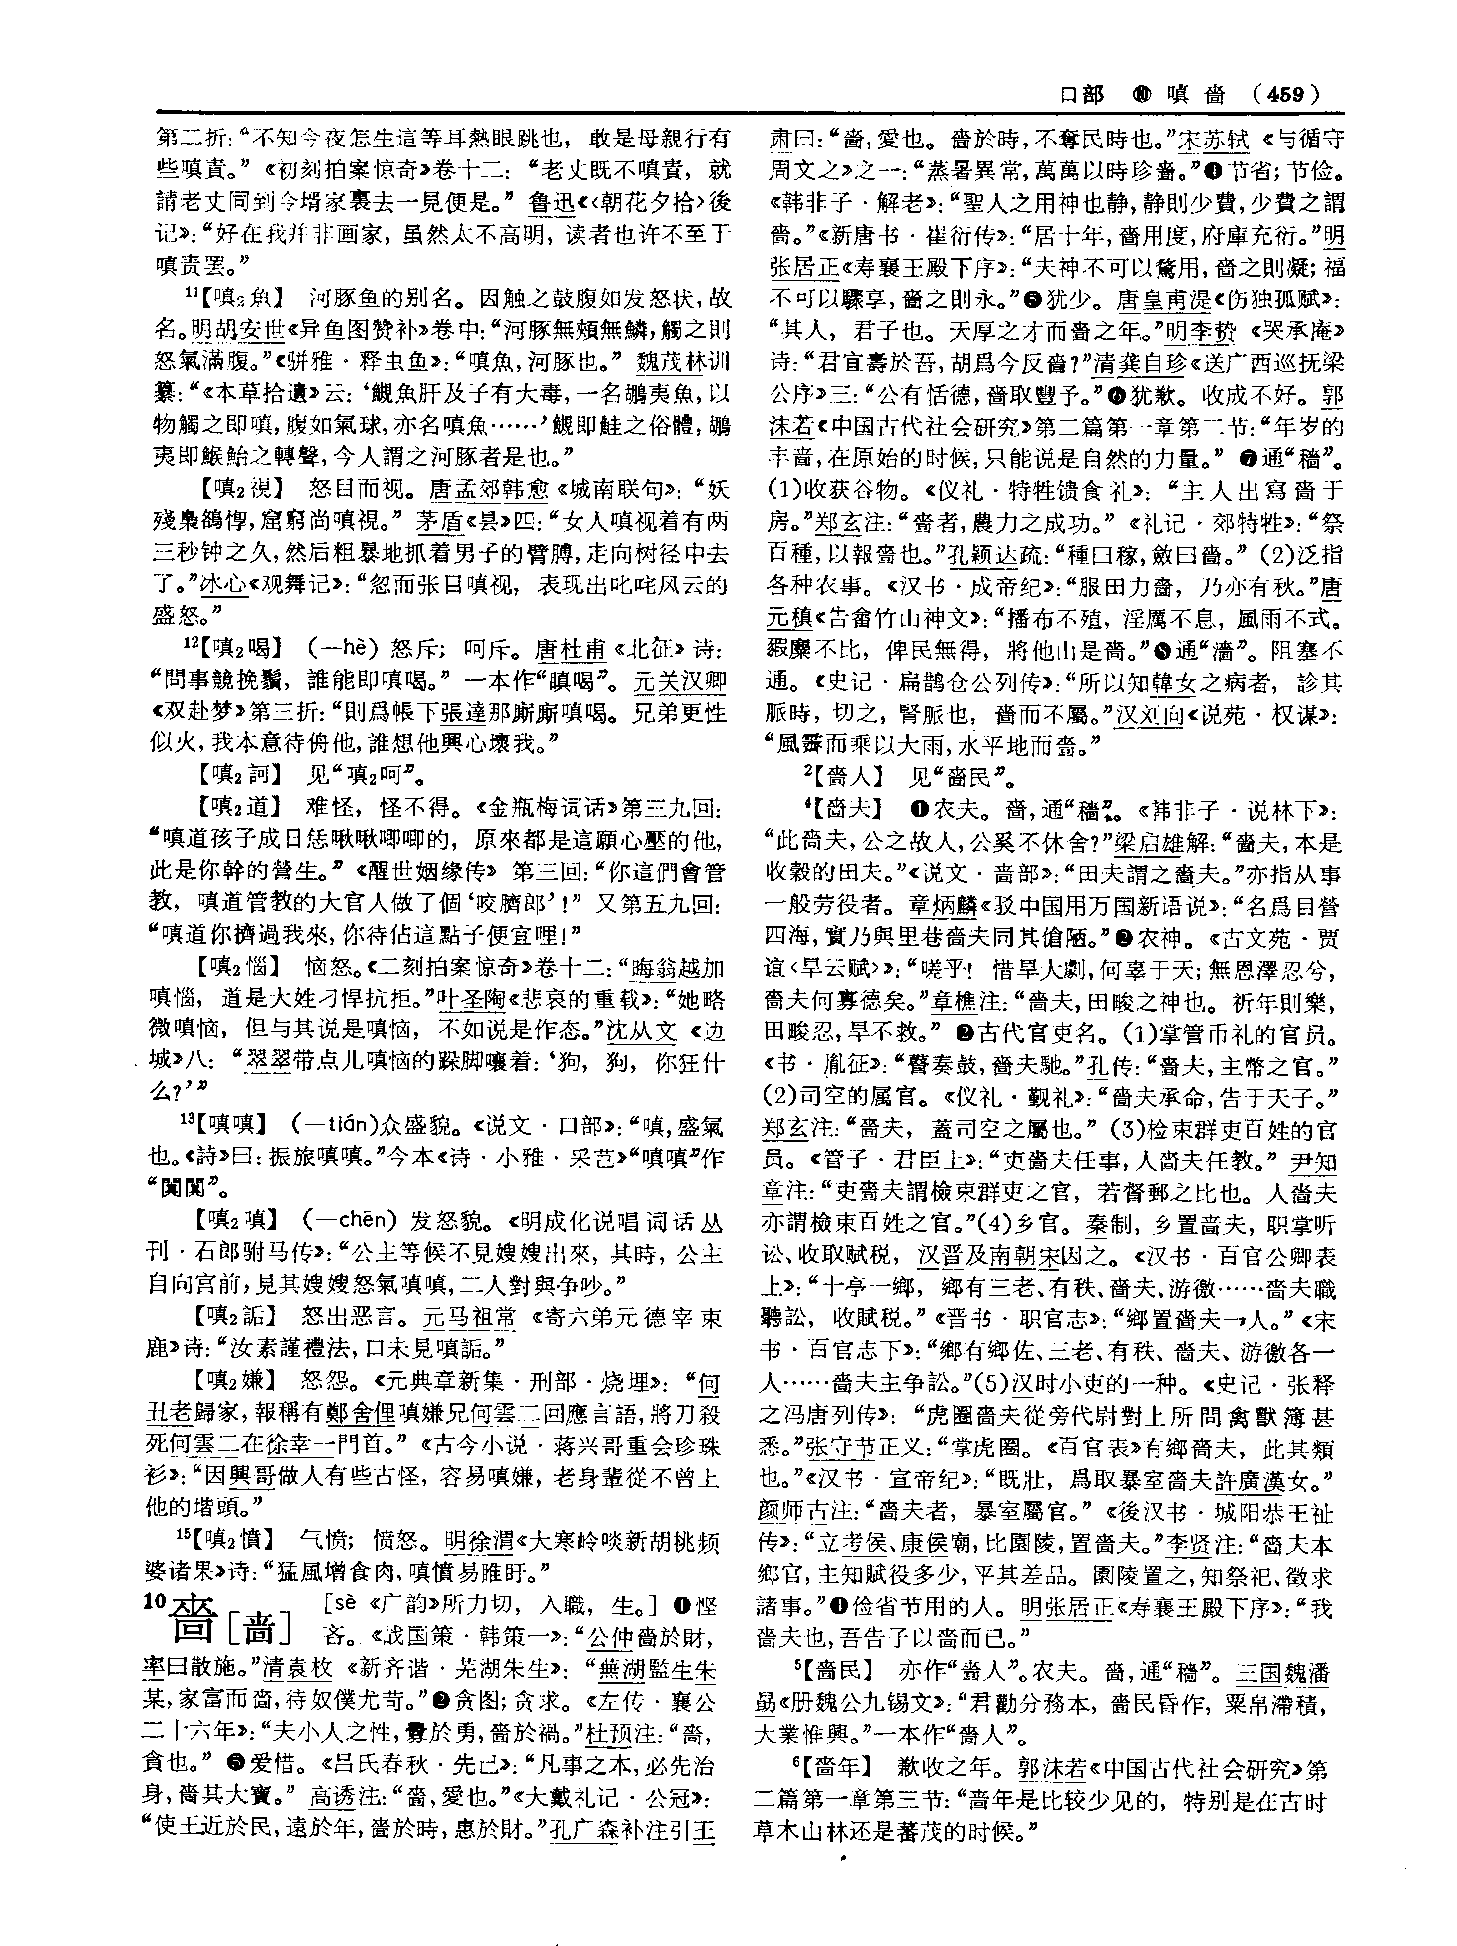 口部 ⑩ 嗔 嗇 (459)
第二折:“不知今夜怎生這等耳熱眼跳也，敢是母親行有
些嗔責。”《初刻拍案惊奇》卷十二：“老丈既不嗔責，就
請老丈同到令壻家裏去一見便是。”鲁迅《〈朝花夕拾〉後
记》:“好在我并非画家，虽然太不高明，读者也许不至于
嗔责罢。”
11【嗔2魚】 河豚鱼的别名。因触之鼓腹如发怒状，故
名。明胡安世《异鱼图赞补》卷中:“河豚無頰無鱗，觸之則
怒氣滿腹。”《骈雅·释虫鱼》:“嗔魚，河豚也。”魏茂林训
纂:“《本草拾遺》云:‘鯢魚肝及子有大毒，一名鶘夷魚，以
物觸之即嗔，腹如氣球，亦名嗔魚……’鯢即鮭之俗體，鶘
夷即鯸鮐之轉聲，今人謂之河豚者是也。”
【嗔2視】 怒目而视。唐孟郊韩愈《城南联句》:“妖
殘梟鵒惸，窟窮尚嗔視。”茅盾《昙》四:“女人嗔视着有两
三秒钟之久，然后粗暴地抓着男子的臂膊，走向树径中去
了。”冰心《观舞记》:“忽而张目嗔视，表现出叱咤风云的
盛怒。”
12【嗔2喝】 (—hè) 怒斥；呵斥。唐杜甫《北征》诗:
“問事競挽鬚，誰能即嗔喝。”一本作“瞋喝”。元关汉卿
《双赴梦》第三折:“則爲帳下張達那廝廝嗔喝。兄弟更性
似火，我本意待侜他，誰想他興心壞我。”
【嗔2訶】 见“嗔2呵”。
【嗔2道】 难怪，怪不得。《金瓶梅词话》第三九回:
“嗔道孩子成日恁啾啾唧唧的，原來都是這願心壓的他，
此是你幹的營生。”《醒世姻缘传》第三回:“你這們會管
教，嗔道管教的大官人做了個‘咬臍郎’!”又第五九回:
“嗔道你擠過我來，你待佔這點子便宜哩!”
【嗔2惱】 恼怒。《二刻拍案惊奇》卷十二:“晦翁越加
嗔惱，道是大姓刁悍抗拒。”叶圣陶《悲哀的重载》:“她略
微嗔恼，但与其说是嗔恼，不如说是作态。”沈从文《边
城》八：“翠翠带点儿嗔恼的跺脚嚷着:‘狗，狗，你狂什
么?’”
13【嗔嗔】 (—tián)众盛貌。《说文·口部》:“嗔，盛氣
也。《詩》曰:振旅嗔嗔。”今本《诗·小雅·采芑》“嗔嗔”作
“闐闐”。
【嗔2嗔】 (—chēn) 发怒貌。《明成化说唱词话丛
刊·石郎驸马传》:“公主等候不見嫂嫂出來，其時，公主
自向宫前，見其嫂嫂怒氣嗔嗔，二人對與争吵。”
【嗔2詬】 怒出恶言。元马祖常《寄六弟元德宰束
鹿》诗:“汝素謹禮法，口未見嗔詬。”
【嗔2嫌】 怒怨。《元典章新集·刑部·烧埋》：“何
丑老歸家，報稱有鄭舍俚嗔嫌兄何雲二回應言語，將刀殺
死何雲二在徐幸一門首。”《古今小说·蒋兴哥重会珍珠
衫》:“因興哥做人有些古怪，容易嗔嫌，老身輩從不曾上
他的堦頭。”
15【嗔2憤】 气愤；愤怒。明徐渭《大寒岭啖新胡桃频
婆诸果》诗:“猛風增食肉，嗔憤易睢盱。”
10嗇[啬] [sè 《广韵》所力切，入職，生。] ❶悭
吝。《战国策·韩策一》:“公仲嗇於財，
率曰散施。”清袁枚《新齐谐·芜湖朱生》：“蕪湖監生朱
某，家富而嗇，待奴僕尤苛。”❷贪图；贪求。《左传·襄公
二十六年》:“夫小人之性，釁於勇，嗇於禍。”杜预注:“嗇，
貪也。”❸爱惜。《吕氏春秋·先己》:“凡事之本，必先治
身，嗇其大寶。”高诱注:“嗇，愛也。”《大戴礼记·公冠》:
“使王近於民，遠於年，嗇於時，惠於財。”孔广森补注引王
肃曰:“嗇，愛也。嗇於時，不奪民時也。”宋苏轼《与循守
周文之》之一:“蒸暑異常，萬萬以時珍嗇。”❹节省；节俭。
《韩非子·解老》:“聖人之用神也静，静則少費，少費之謂
嗇。”《新唐书·崔衍传》:“居十年，嗇用度，府庫充衍。”明
张居正《寿襄王殿下序》:“夫神不可以驁用，嗇之則凝；福
不可以驟享，嗇之則永。”❺犹少。唐皇甫湜《伤独孤赋》:
“其人，君子也。天厚之才而嗇之年。”明李贽《哭承庵》
诗:“君宜壽於吾，胡爲今反嗇?”清龚自珍《送广西巡抚梁
公序》三:“公有恬德，嗇取豐予。”❻犹歉。收成不好。郭
沫若《中国古代社会研究》第二篇第一章第二节:“年岁的
丰啬，在原始的时候，只能说是自然的力量。”❼通“穡”。
(1)收获谷物。《仪礼·特牲馈食礼》：“主人出寫嗇于
房。”郑玄注:“嗇者，農力之成功。”《礼记·郊特牲》:“祭
百種，以報嗇也。”孔颖达疏:“種曰稼，斂曰嗇。”(2)泛指
各种农事。《汉书·成帝纪》:“服田力嗇，乃亦有秋。”唐
元稹《告畲竹山神文》:“播布不殖，淫厲不息，風雨不式。
豭麋不比，俾民無得，將他山是嗇。”❽通“濇”。阻塞不
通。《史记·扁鹊仓公列传》:“所以知韓女之病者，診其
脈時，切之，腎脈也，嗇而不屬。”汉刘向《说苑·权谋》:
“風霽而乘以大雨，水平地而嗇。”
2【嗇人】 见“嗇民”。
4【嗇夫】 ❶农夫。嗇，通“穡”。《韩非子·说林下》:
“此嗇夫，公之故人，公奚不休舍?”梁启雄解:“嗇夫，本是
收穀的田夫。”《说文·啬部》:“田夫謂之嗇夫。”亦指从事
一般劳役者。章炳麟《驳中国用万国新语说》:“名爲目營
四海，實乃與里巷嗇夫同其傖陋。”❷农神。《古文苑·贾
谊〈旱云赋〉》:“嗟乎！惜旱大劇，何辜于天；無恩澤忍兮，
嗇夫何寡德矣。”章樵注:“嗇夫，田畯之神也。祈年則樂，
田畯忍，旱不救。”❷古代官吏名。(1)掌管币礼的官员。
《书·胤征》:“瞽奏鼓，嗇夫馳。”孔传:“嗇夫，主幣之官。”
(2)司空的属官。《仪礼·觐礼》:“嗇夫承命，告于天子。”
郑玄注:“嗇夫，蓋司空之屬也。”(3)检束群吏百姓的官
员。《管子·君臣上》:“吏嗇夫任事，人嗇夫任教。”尹知
章注:“吏嗇夫謂檢束群吏之官，若督郵之比也。人嗇夫
亦謂檢束百姓之官。”(4)乡官。秦制，乡置啬夫，职掌听
讼、收取赋税，汉晋及南朝宋因之。《汉书·百官公卿表
上》:“十亭一鄉，鄉有三老、有秩、嗇夫、游徼……嗇夫職
聽訟，收賦税。”《晋书·职官志》:“鄉置嗇夫一人。”《宋
书·百官志下》:“鄉有鄉佐、三老、有秩、嗇夫、游徼各一
人……嗇夫主争訟。”(5)汉时小吏的一种。《史记·张释
之冯唐列传》：“虎圈嗇夫從旁代尉對上所問禽獸簿甚
悉。”张守节正义:“掌虎圈。《百官表》有鄉嗇夫，此其類
也。”《汉书·宣帝纪》:“既壯，爲取暴室嗇夫許廣漢女。”
颜师古注:“嗇夫者，暴室屬官。”《後汉书·城阳恭王祉
传》:“立考侯、康侯廟，比園陵，置嗇夫。”李贤注:“嗇夫本
鄉官，主知賦役多少，平其差品。園陵置之，知祭祀、徵求
諸事。”❶俭省节用的人。明张居正《寿襄王殿下序》:“我
嗇夫也，吾告子以嗇而已。”
5【嗇民】 亦作“嗇人”。农夫。嗇，通“穡”。三国魏潘
勗《册魏公九锡文》:“君勸分務本，嗇民昏作，粟帛滯積，
大業惟興。”一本作“嗇人”。
6【嗇年】 歉收之年。郭沫若《中国古代社会研究》第
二篇第一章第三节:“啬年是比较少见的，特别是在古时
草木山林还是蕃茂的时候。”